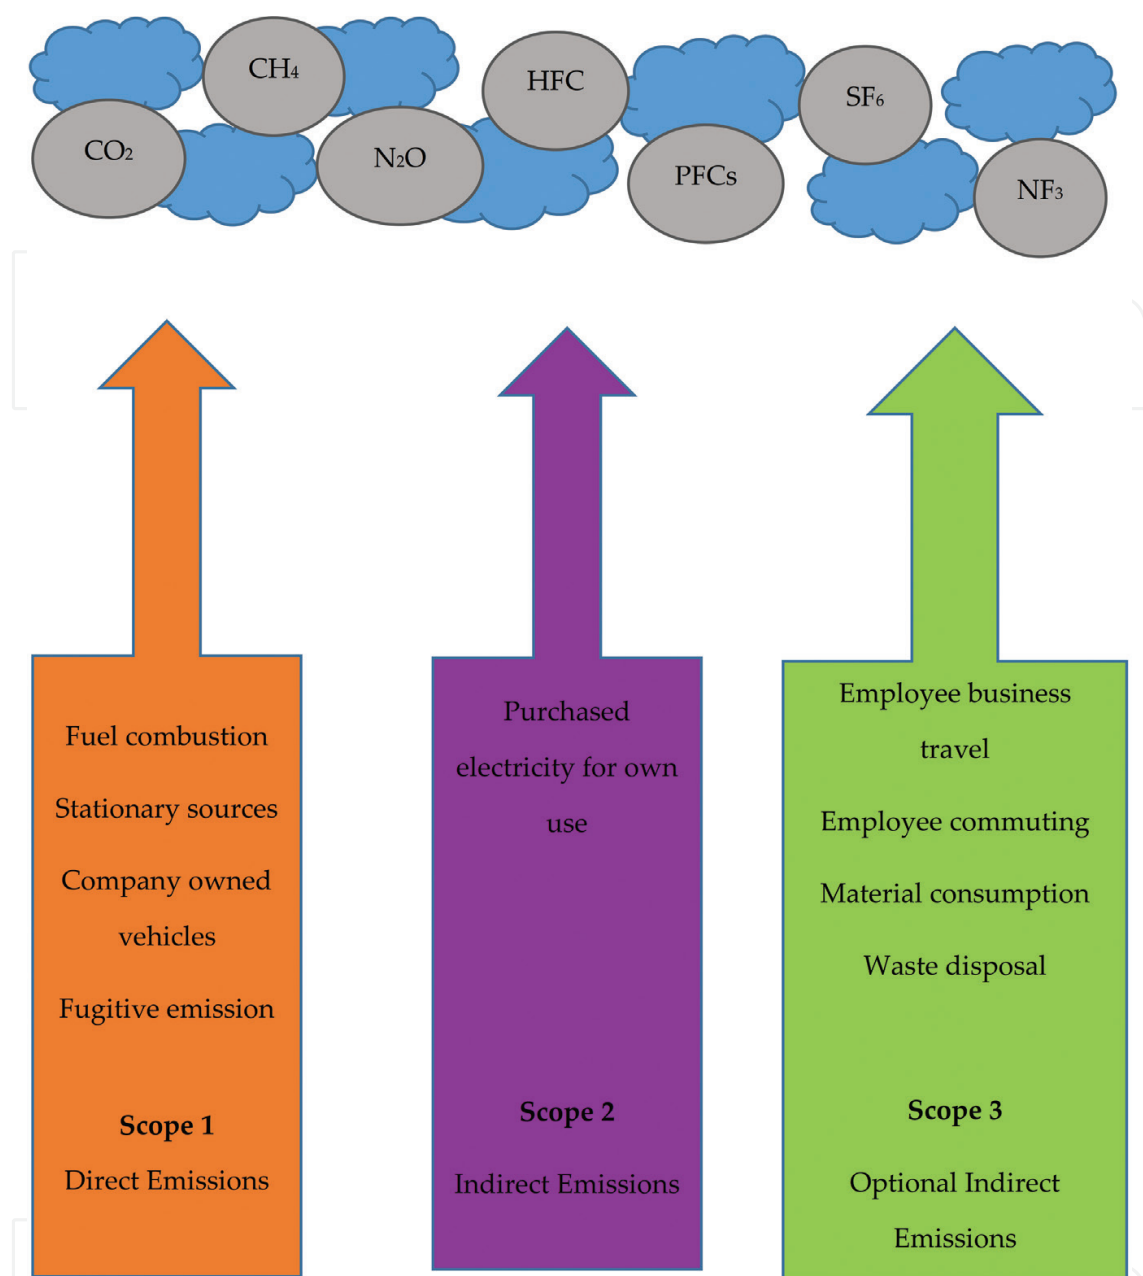 CH₄
HFC
SF₆
CO₂
N₂O
PFCs
NF₃
Fuel combustion
Stationary sources
Company owned
vehicles
Fugitive emission
Scope 1
Direct Emissions
Purchased
electricity for own
use
Scope 2
Indirect Emissions
Employee business
travel
Employee commuting
Material consumption
Waste disposal
Scope 3
Optional Indirect
Emissions